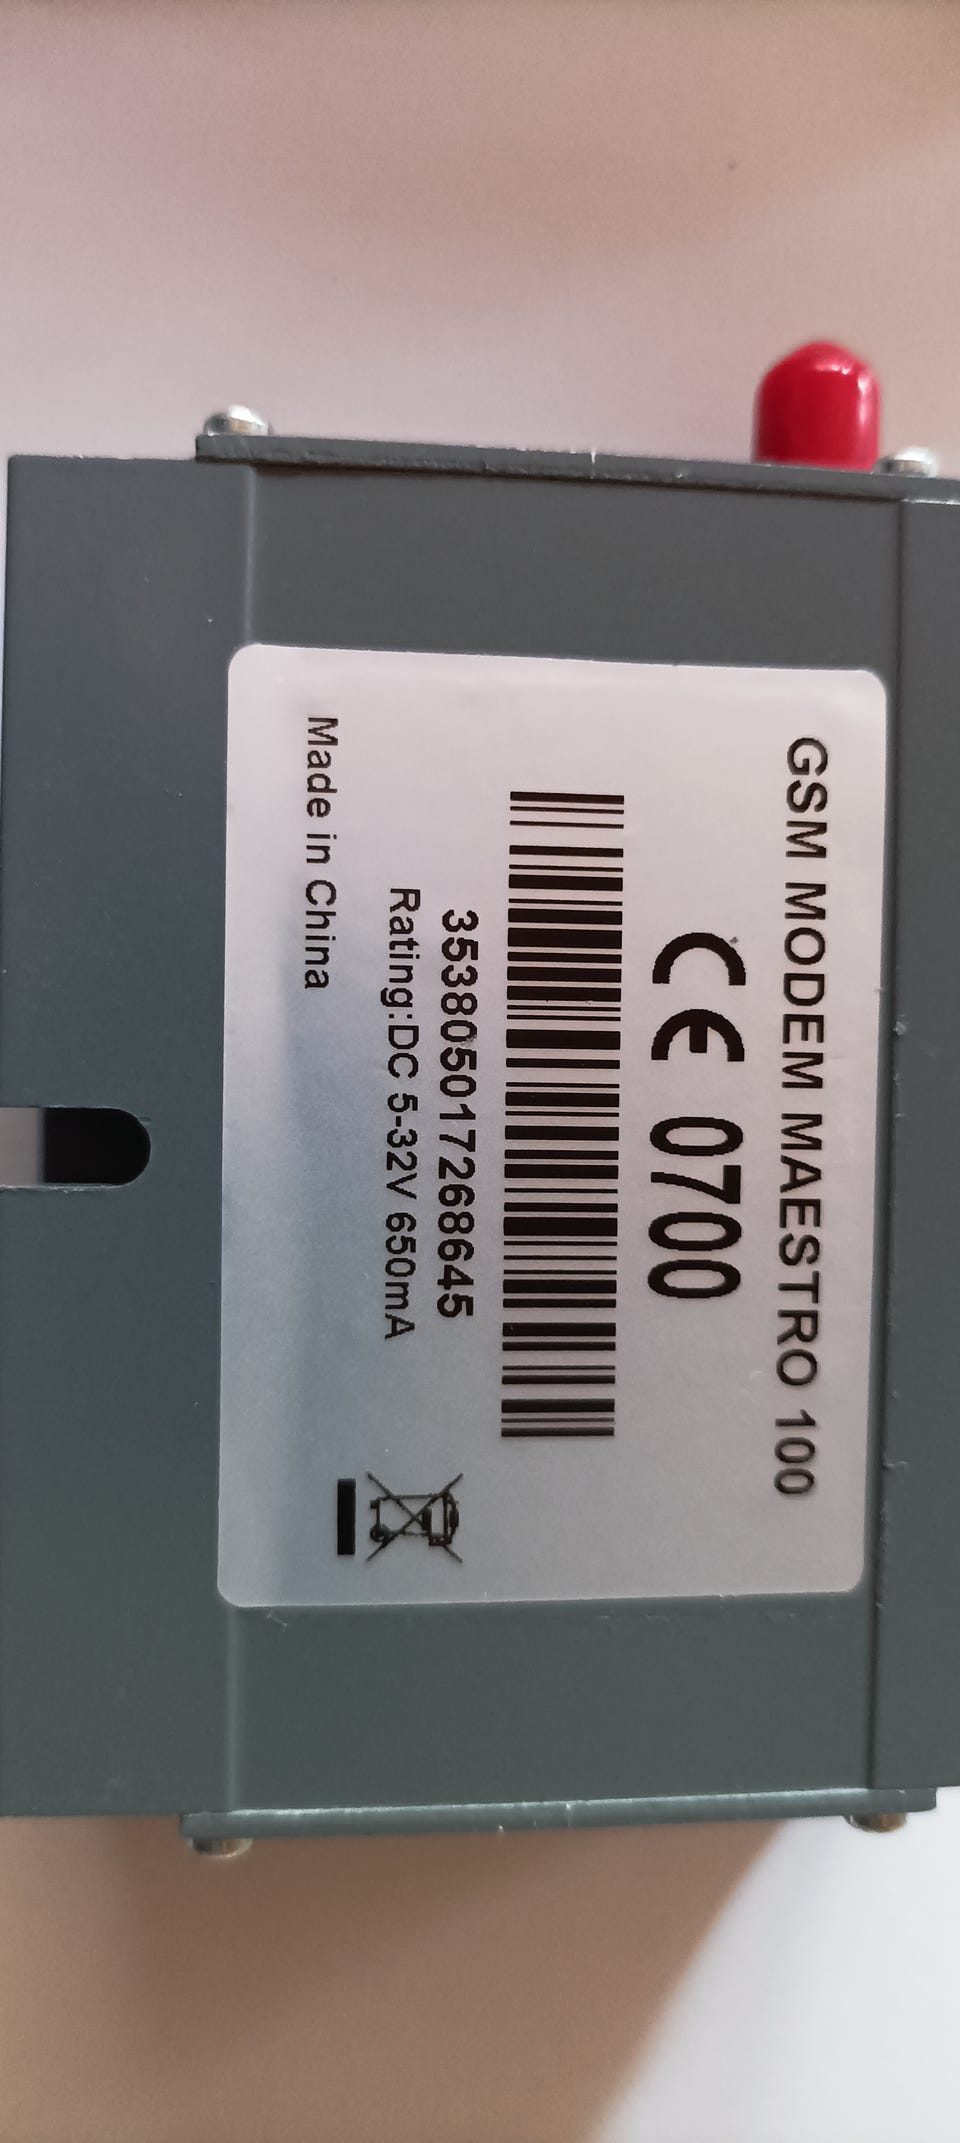 GSM MODEM MAESTRO 100
CE 0700
353805017268645
Rating:DC 5-32V 650mA
Made in China